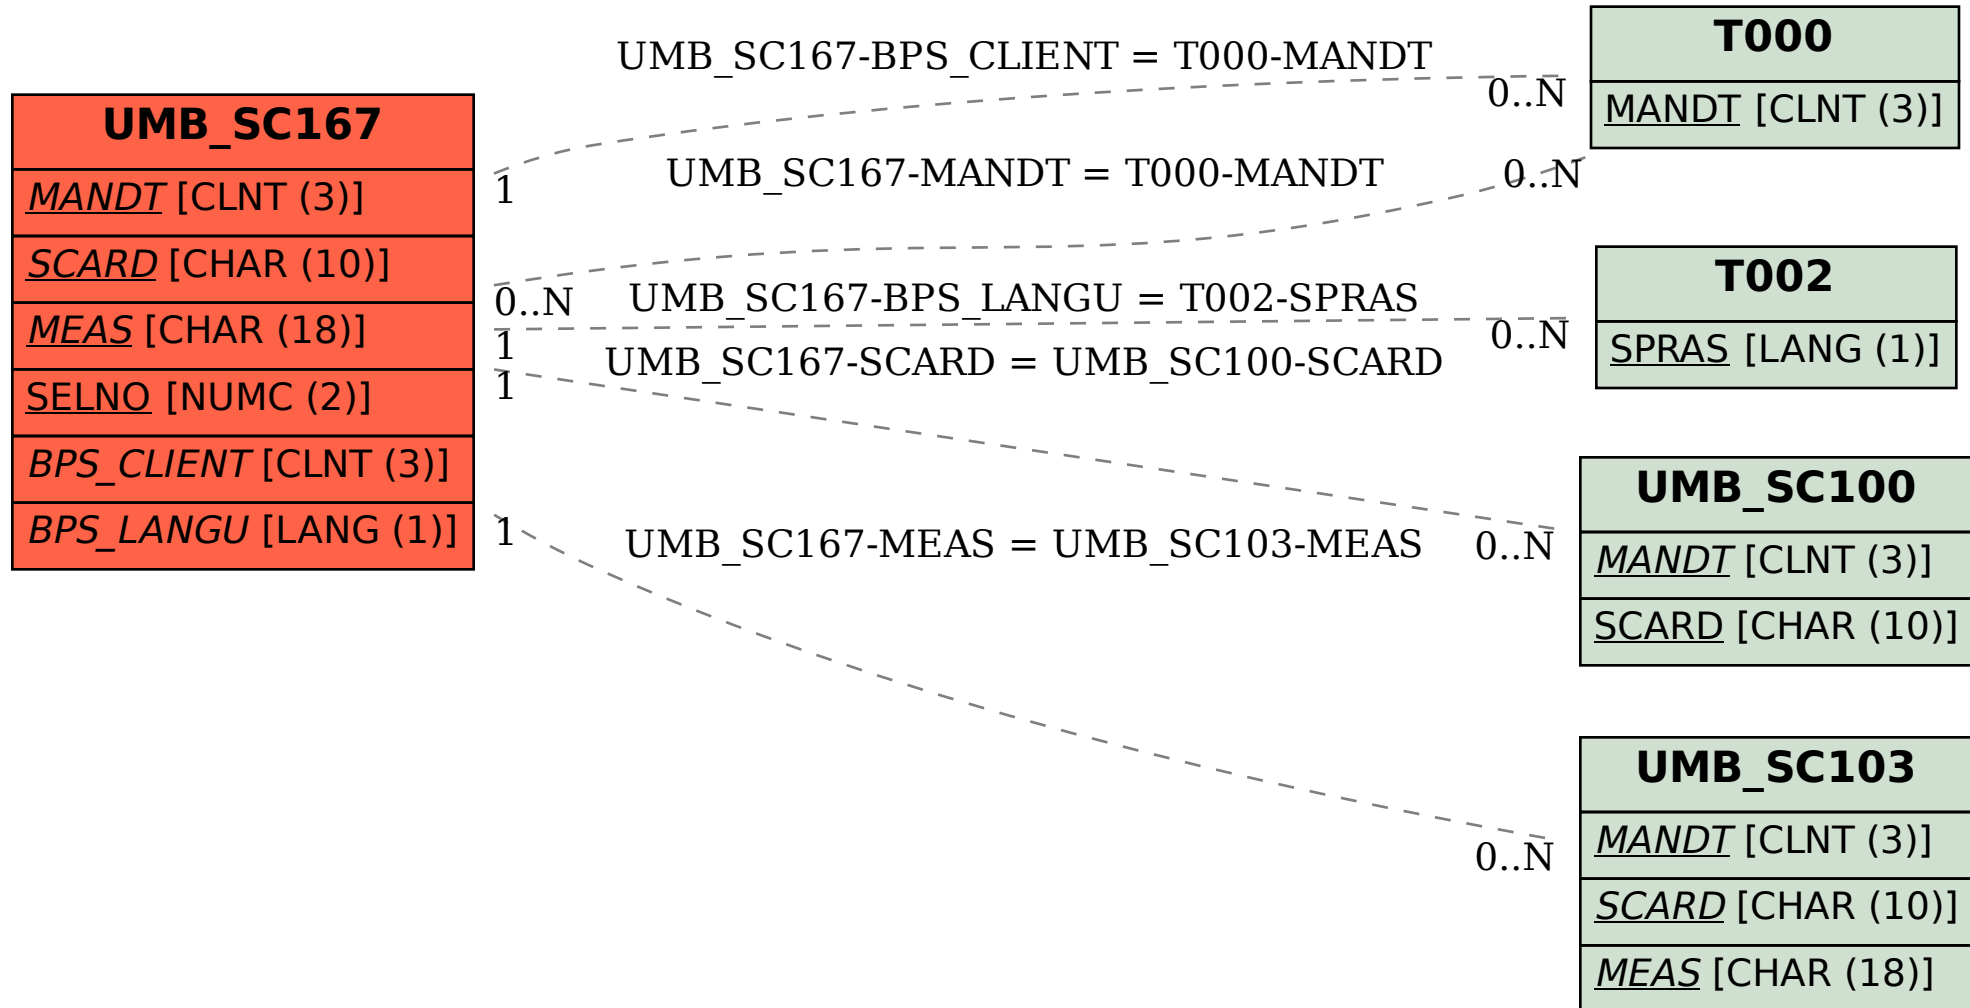 UMB_SC167
MANDT [CLNT (3)]
SCARD [CHAR (10)]
MEAS [CHAR (18)]
SELNO [NUMC (2)]
BPS_CLIENT [CLNT (3)]
BPS_LANGU [LANG (1)]
UMB_SC167-BPS_CLIENT = T000-MANDT
1
0..N
UMB_SC167-MANDT = T000-MANDT
0..N
0..N
UMB_SC167-BPS_LANGU = T002-SPRAS
1
0..N
UMB_SC167-SCARD = UMB_SC100-SCARD
1
0..N
UMB_SC167-MEAS = UMB_SC103-MEAS
1
0..N
T000
MANDT [CLNT (3)]
T002
SPRAS [LANG (1)]
UMB_SC100
MANDT [CLNT (3)]
SCARD [CHAR (10)]
UMB_SC103
MANDT [CLNT (3)]
SCARD [CHAR (10)]
MEAS [CHAR (18)]